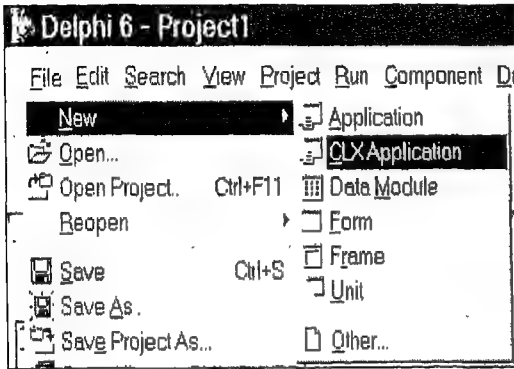 Delphi 6 - Project1
File Edit Search View Project Run Component
New
Open...
Open Project.. Ctrl+F11
Reopen
Save Ctrl+S
Save As .
Save Project As...
Application
CLX Application
Data Module
Form
Frame
Unit
Other...